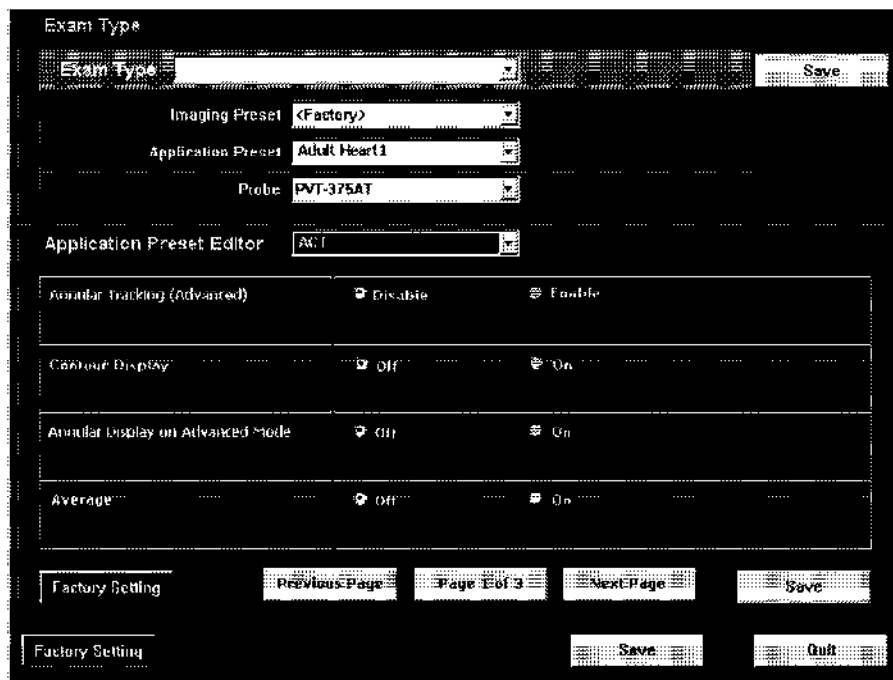 Exam Type
Exam Type Save
Imaging Preset <Factory>
Application Preset Adult Heart1
Probe PVT-375AT
Application Preset Editor ACT
Annular Tracking (Advanced) Disable Enable
Contour Display Off On
Annular Display on Advanced Mode Off On
Average Off On
Factory Setting Previous Page Page 1 of 3 Next Page Save
Factory Setting Save Quit